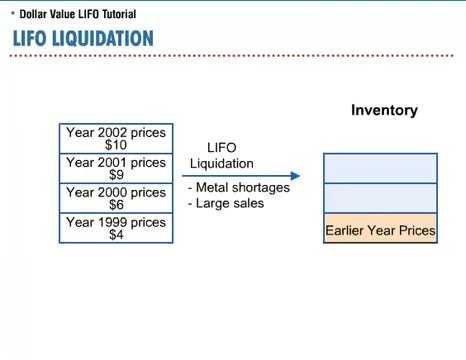 • Dollar Value LIFO Tutorial
LIFO LIQUIDATION
Inventory
Year 2002 prices
$10
Year 2001 prices
$9
Year 2000 prices
$6
Year 1999 prices
$4
LIFO
Liquidation
- Metal shortages
- Large sales
Earlier Year Prices